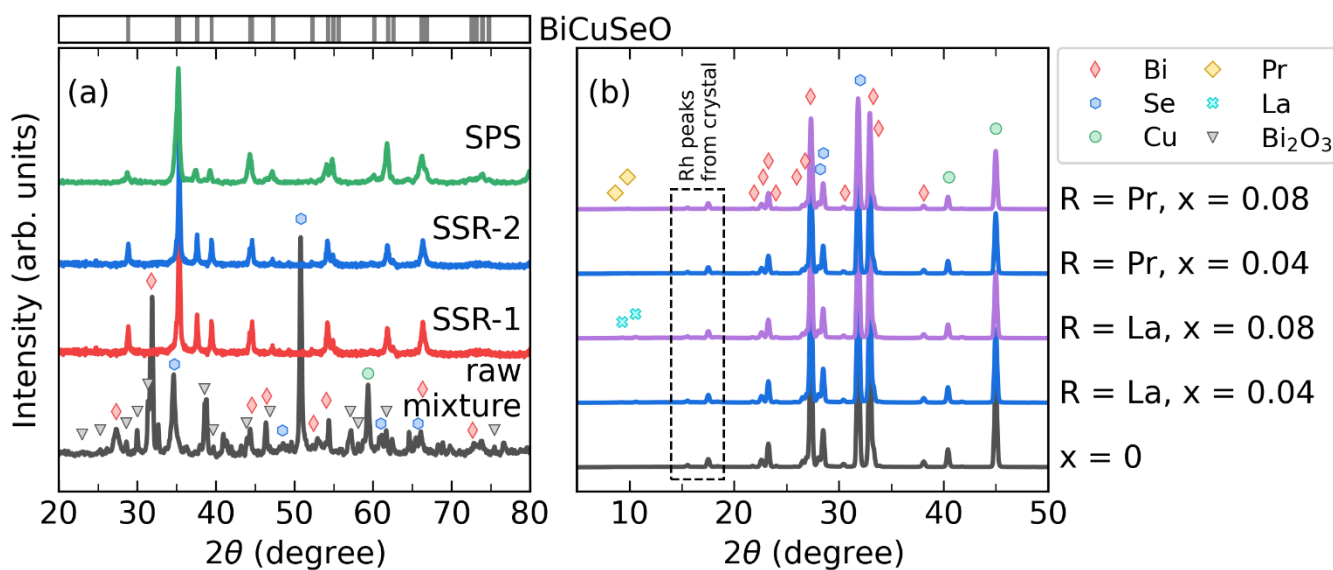 BiCuSeO
(a)
SPS
SSR-2
SSR-1
raw
mixture
Intensity (arb. units)
20 30 40 50 60 70 80
2θ (degree)
(b)
Rh peaks
from crystal
10 20 30 40 50
2θ (degree)
Bi Pr
Se La
Cu Bi₂O₃
R = Pr, x = 0.08
R = Pr, x = 0.04
R = La, x = 0.08
R = La, x = 0.04
x = 0